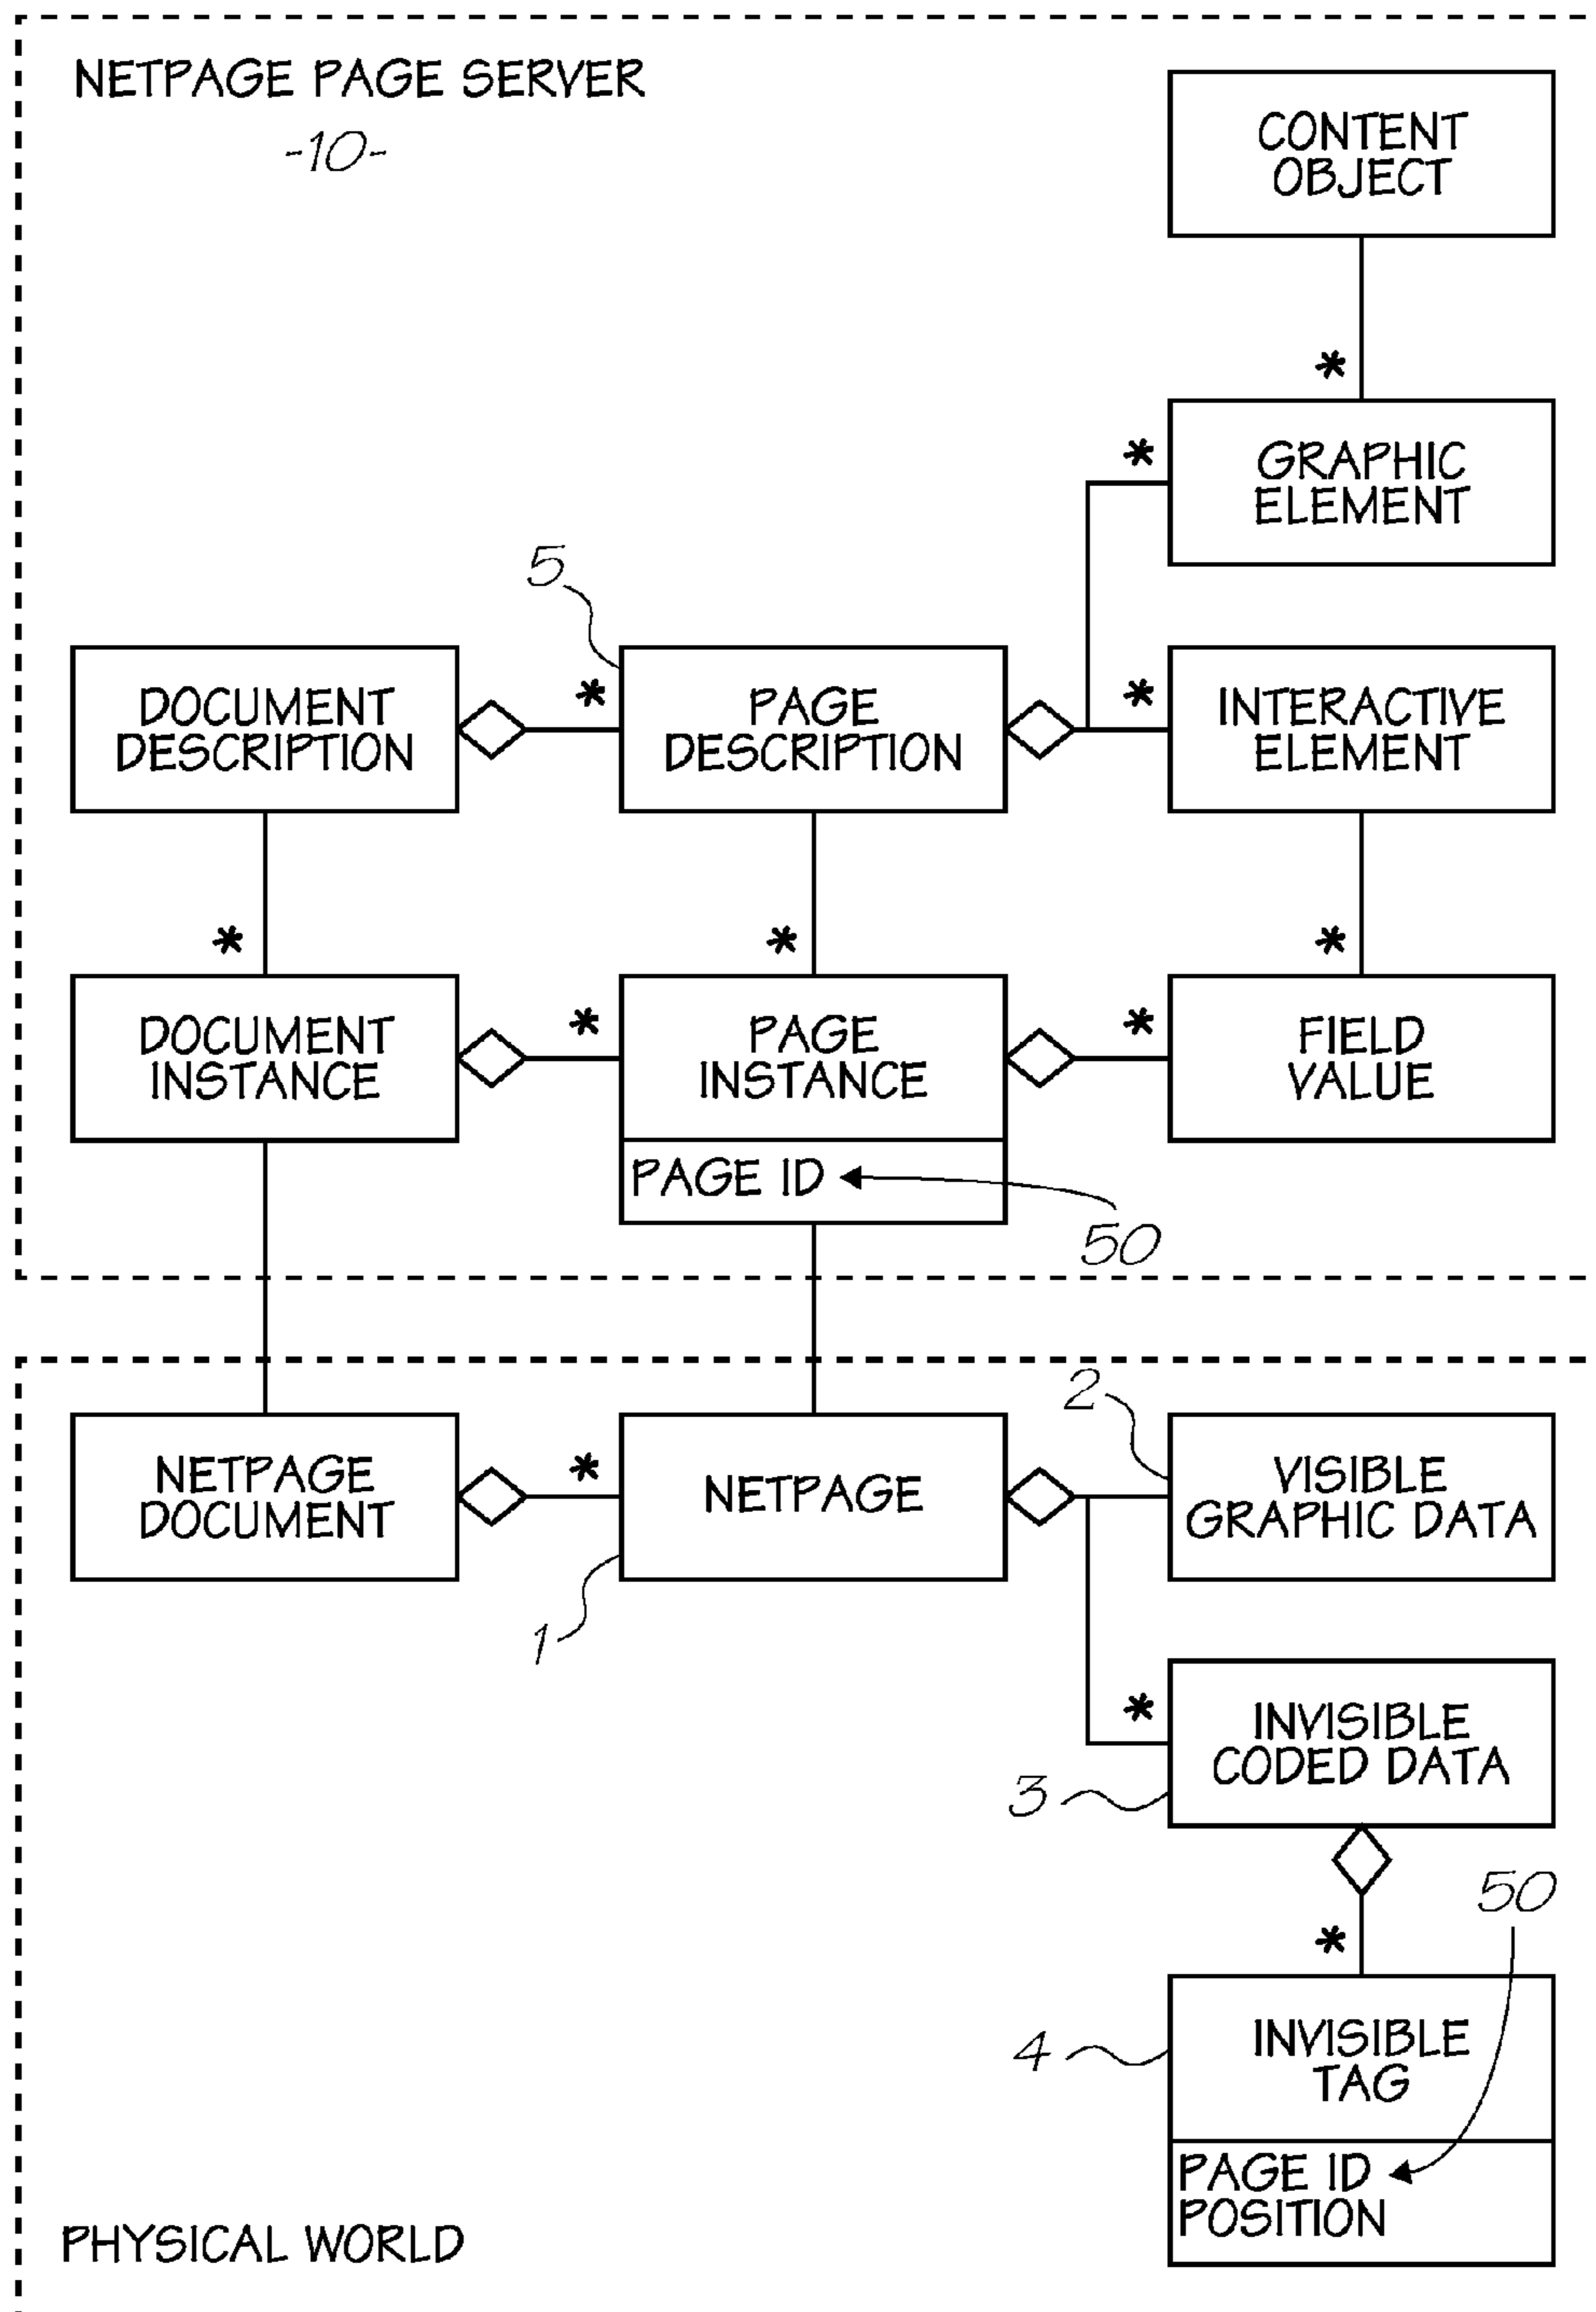 NETPAGE PAGE SERVER
-10-
CONTENT
OBJECT
*
*
GRAPHIC
ELEMENT
5
DOCUMENT
DESCRIPTION
*
PAGE
DESCRIPTION
*
INTERACTIVE
ELEMENT
*
*
*
DOCUMENT
INSTANCE
*
PAGE
INSTANCE
*
FIELD
VALUE
PAGE ID
50
2
NETPAGE
DOCUMENT
*
NETPAGE
VISIBLE
GRAPHIC DATA
1
*
INVISIBLE
CODED DATA
3
50
*
4
INVISIBLE
TAG
PAGE ID
POSITION
PHYSICAL WORLD